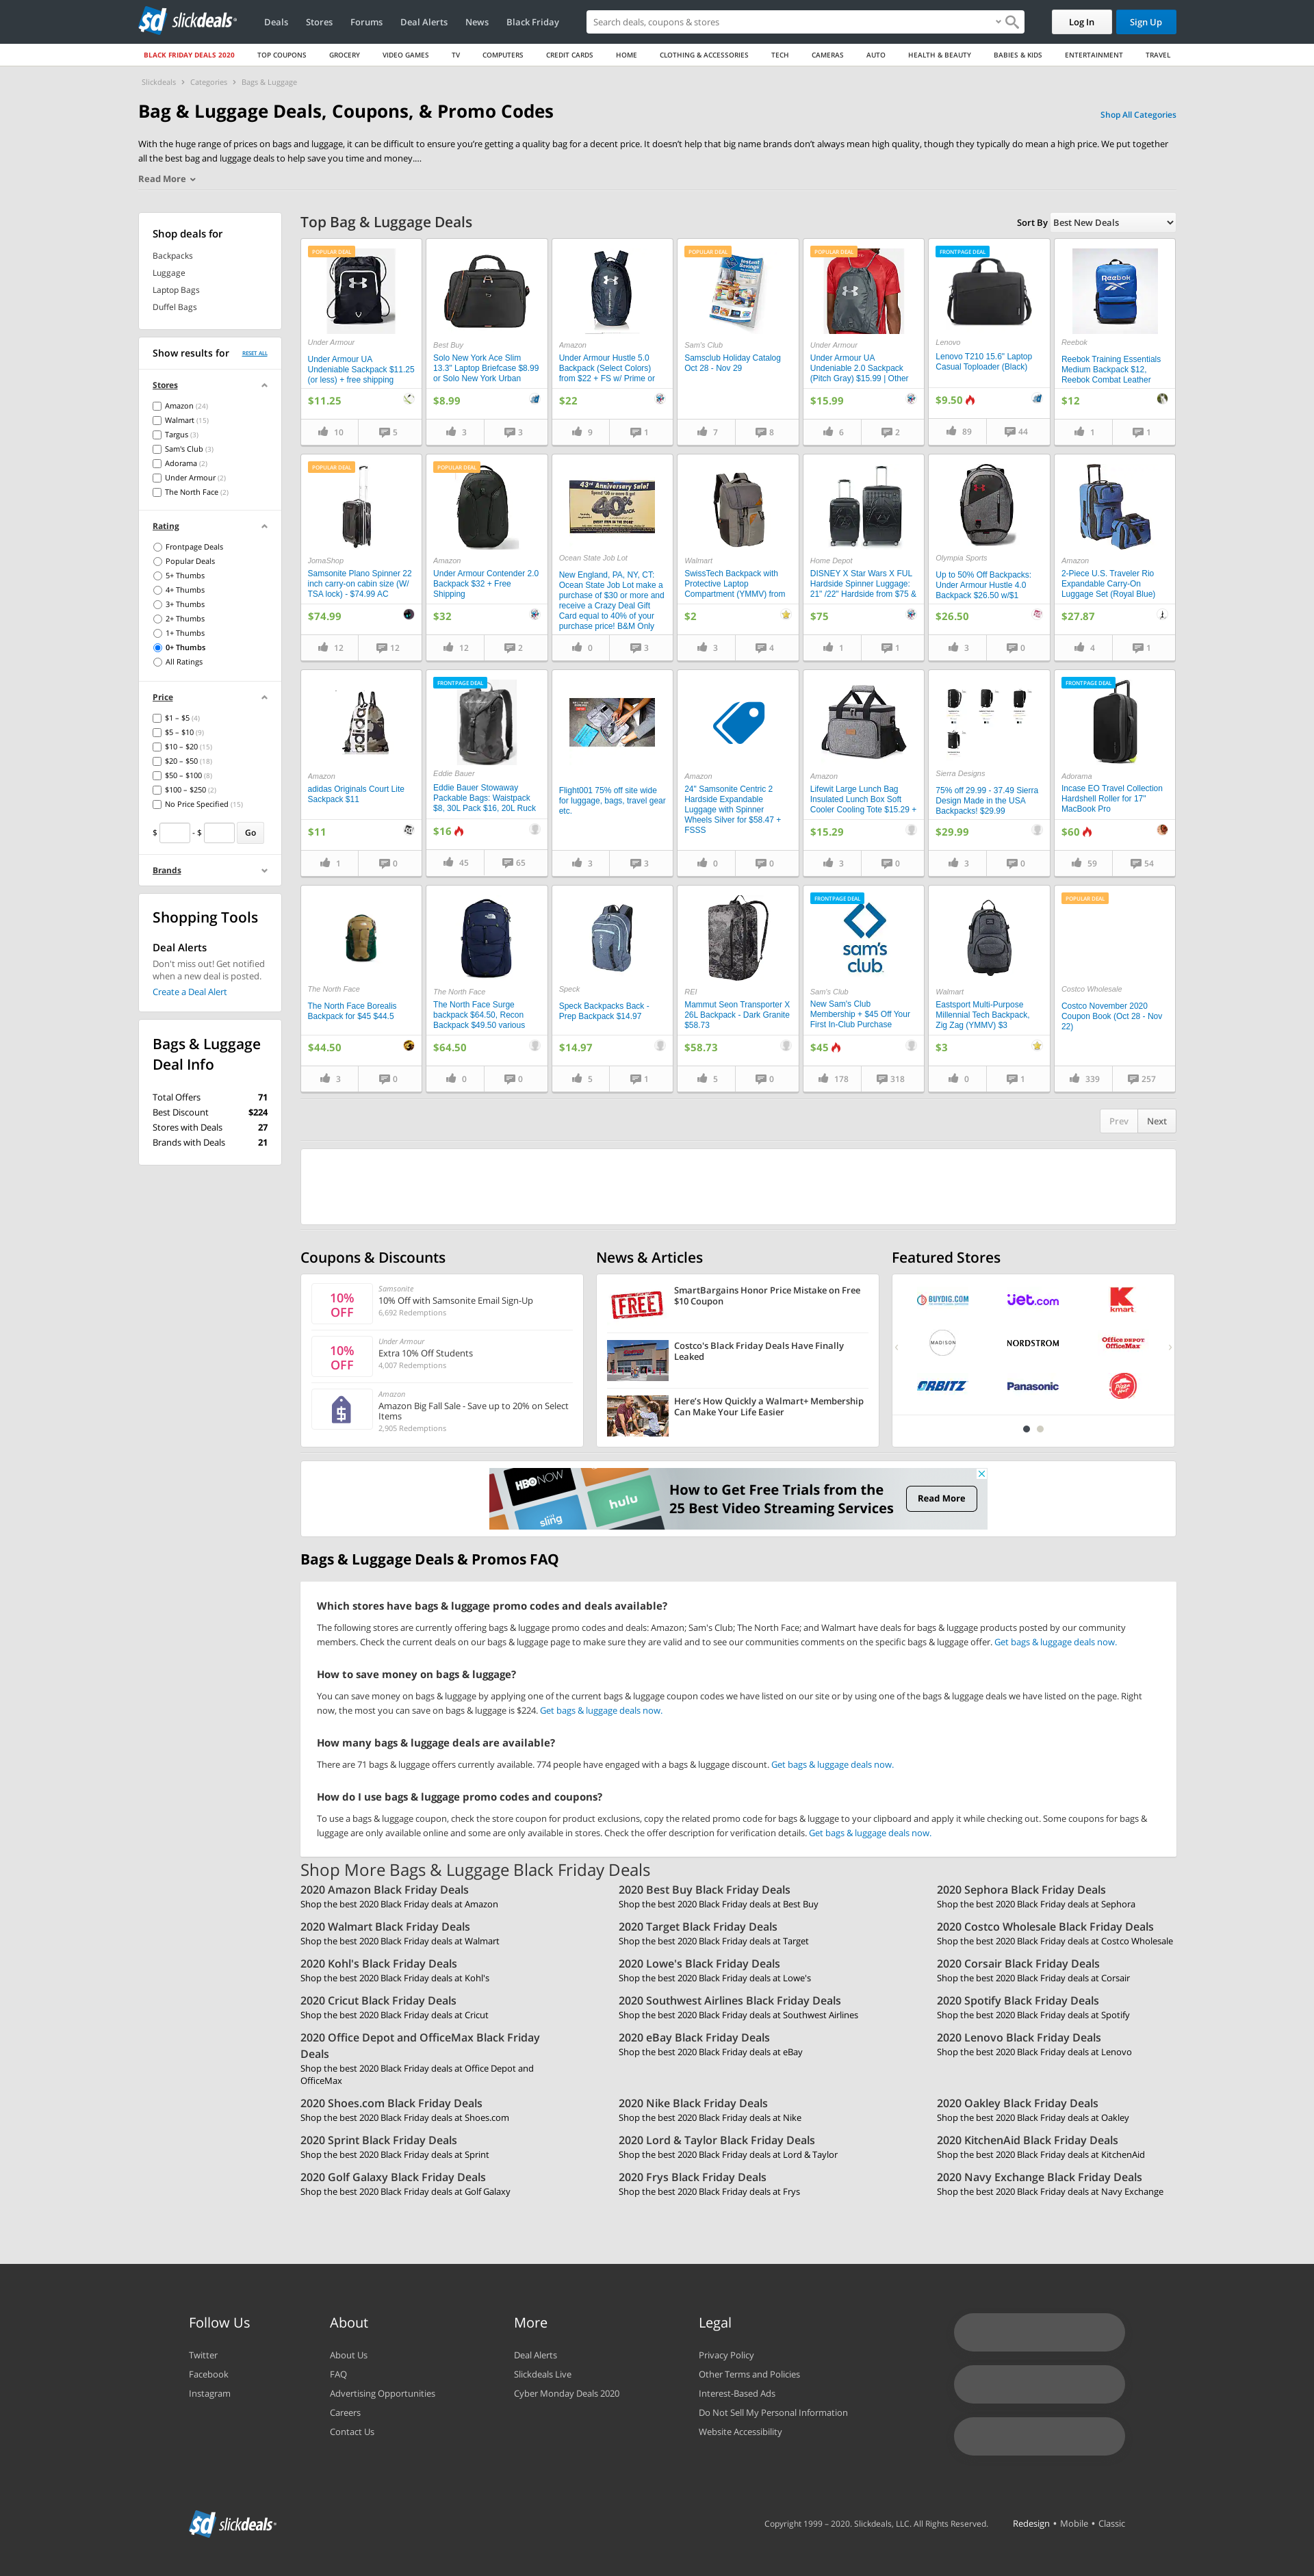 slickdeals
Deals Stores Forums Deal Alerts News Black Friday
Search deals, coupons & stores
Log In Sign Up
BLACK FRIDAY DEALS 2020 TOP COUPONS GROCERY VIDEO GAMES TV COMPUTERS CREDIT CARDS HOME CLOTHING & ACCESSORIES TECH CAMERAS AUTO HEALTH & BEAUTY BABIES & KIDS ENTERTAINMENT TRAVEL
Slickdeals › Categories › Bags & Luggage
Bag & Luggage Deals, Coupons, & Promo Codes
Shop All Categories
With the huge range of prices on bags and luggage, it can be difficult to ensure you're getting a quality bag for a decent price. It doesn't help that big name brands don't always mean high quality, though they typically do mean a high price. We put together
all the best bag and luggage deals to help save you time and money....
Read More
Shop deals for
Backpacks
Luggage
Laptop Bags
Duffel Bags
Show results for RESET ALL
Stores
Amazon (24)
Walmart (15)
Targus (3)
Sam's Club (3)
Adorama (2)
Under Armour (2)
The North Face (2)
Rating
Frontpage Deals
Popular Deals
5+ Thumbs
4+ Thumbs
3+ Thumbs
2+ Thumbs
1+ Thumbs
0+ Thumbs
All Ratings
Price
$1 – $5 (4)
$5 – $10 (9)
$10 – $20 (15)
$20 – $50 (18)
$50 – $100 (8)
$100 – $250 (2)
No Price Specified (15)
$ - $ Go
Brands
Shopping Tools
Deal Alerts
Don't miss out! Get notified
when a new deal is posted.
Create a Deal Alert
Bags & Luggage
Deal Info
Total Offers 71
Best Discount $224
Stores with Deals 27
Brands with Deals 21
Top Bag & Luggage Deals
Sort By Best New Deals
POPULAR DEAL
Under Armour
Under Armour UA
Undeniable Sackpack $11.25
(or less) + free shipping
$11.25
10 5
Best Buy
Solo New York Ace Slim
13.3" Laptop Briefcase $8.99
or Solo New York Urban
$8.99
3 3
Amazon
Under Armour Hustle 5.0
Backpack (Select Colors)
from $22 + FS w/ Prime or
$22
9 1
POPULAR DEAL
Sam's Club
Samsclub Holiday Catalog
Oct 28 - Nov 29
7 8
POPULAR DEAL
Under Armour
Under Armour UA
Undeniable 2.0 Sackpack
(Pitch Gray) $15.99 | Other
$15.99
6 2
FRONTPAGE DEAL
Lenovo
Lenovo T210 15.6" Laptop
Casual Toploader (Black)
$9.50
89 44
Reebok
Reebok
Reebok Training Essentials
Medium Backpack $12,
Reebok Combat Leather
$12
1 1
POPULAR DEAL
JomaShop
Samsonite Plano Spinner 22
inch carry-on cabin size (W/
TSA lock) - $74.99 AC
$74.99
12 12
POPULAR DEAL
Amazon
Under Armour Contender 2.0
Backpack $32 + Free
Shipping
$32
12 2
43rd Anniversary Sale!
40%
Ocean State Job Lot
New England, PA, NY, CT:
Ocean State Job Lot make a
purchase of $30 or more and
receive a Crazy Deal Gift
Card equal to 40% of your
purchase price! B&M Only
0 3
Walmart
SwissTech Backpack with
Protective Laptop
Compartment (YMMV) from
$2
3 4
Home Depot
DISNEY X Star Wars X FUL
Hardside Spinner Luggage:
21" /22" Hardside from $75 &
$75
1 1
Olympia Sports
Up to 50% Off Backpacks:
Under Armour Hustle 4.0
Backpack $26.50 w/$1
$26.50
3 0
Amazon
2-Piece U.S. Traveler Rio
Expandable Carry-On
Luggage Set (Royal Blue)
$27.87
4 1
Amazon
adidas Originals Court Lite
Sackpack $11
$11
1 0
FRONTPAGE DEAL
Eddie Bauer
Eddie Bauer Stowaway
Packable Bags: Waistpack
$8, 30L Pack $16, 20L Ruck
$16
45 65
Flight001 75% off site wide
for luggage, bags, travel gear
etc.
3 3
Amazon
24" Samsonite Centric 2
Hardside Expandable
Luggage with Spinner
Wheels Silver for $58.47 +
FSSS
0 0
Amazon
Lifewit Large Lunch Bag
Insulated Lunch Box Soft
Cooler Cooling Tote $15.29 +
$15.29
3 0
Sierra Designs
75% off 29.99 - 37.49 Sierra
Design Made in the USA
Backpacks! $29.99
$29.99
3 0
FRONTPAGE DEAL
Adorama
Incase EO Travel Collection
Hardshell Roller for 17"
MacBook Pro
$60
59 54
The North Face
The North Face Borealis
Backpack for $45 $44.5
$44.50
3 0
The North Face
The North Face Surge
backpack $64.50, Recon
Backpack $49.50 various
$64.50
0 0
Speck
Speck Backpacks Back -
Prep Backpack $14.97
$14.97
5 1
REI
Mammut Seon Transporter X
26L Backpack - Dark Granite
$58.73
$58.73
5 0
FRONTPAGE DEAL
sam's club
Sam's Club
New Sam's Club
Membership + $45 Off Your
First In-Club Purchase
$45
178 318
Walmart
Eastsport Multi-Purpose
Millennial Tech Backpack,
Zig Zag (YMMV) $3
$3
0 1
POPULAR DEAL
Costco Wholesale
Costco November 2020
Coupon Book (Oct 28 - Nov
22)
339 257
Prev Next
Coupons & Discounts
10% OFF
Samsonite
10% Off with Samsonite Email Sign-Up
6,692 Redemptions
10% OFF
Under Armour
Extra 10% Off Students
4,007 Redemptions
Amazon
Amazon Big Fall Sale - Save up to 20% on Select
Items
2,905 Redemptions
News & Articles
FREE
SmartBargains Honor Price Mistake on Free
$10 Coupon
Costco's Black Friday Deals Have Finally
Leaked
Here's How Quickly a Walmart+ Membership
Can Make Your Life Easier
Featured Stores
BUYDIG.COM jet.com kmart
MADISON NORDSTROM Office DEPOT OfficeMax
ORBITZ Panasonic Pizza Hut
HBO NOW
sling
hulu
How to Get Free Trials from the
25 Best Video Streaming Services
Read More
Bags & Luggage Deals & Promos FAQ
Which stores have bags & luggage promo codes and deals available?
The following stores are currently offering bags & luggage promo codes and deals: Amazon; Sam's Club; The North Face; and Walmart have deals for bags & luggage products posted by our community
members. Check the current deals on our bags & luggage page to make sure they are valid and to see our communities comments on the specific bags & luggage offer. Get bags & luggage deals now.
How to save money on bags & luggage?
You can save money on bags & luggage by applying one of the current bags & luggage coupon codes we have listed on our site or by using one of the bags & luggage deals we have listed on the page. Right
now, the most you can save on bags & luggage is $224. Get bags & luggage deals now.
How many bags & luggage deals are available?
There are 71 bags & luggage offers currently available. 774 people have engaged with a bags & luggage discount. Get bags & luggage deals now.
How do I use bags & luggage promo codes and coupons?
To use a bags & luggage coupon, check the store coupon for product exclusions, copy the related promo code for bags & luggage to your clipboard and apply it while checking out. Some coupons for bags &
luggage are only available online and some are only available in stores. Check the offer description for verification details. Get bags & luggage deals now.
Shop More Bags & Luggage Black Friday Deals
2020 Amazon Black Friday Deals
Shop the best 2020 Black Friday deals at Amazon
2020 Best Buy Black Friday Deals
Shop the best 2020 Black Friday deals at Best Buy
2020 Sephora Black Friday Deals
Shop the best 2020 Black Friday deals at Sephora
2020 Walmart Black Friday Deals
Shop the best 2020 Black Friday deals at Walmart
2020 Target Black Friday Deals
Shop the best 2020 Black Friday deals at Target
2020 Costco Wholesale Black Friday Deals
Shop the best 2020 Black Friday deals at Costco Wholesale
2020 Kohl's Black Friday Deals
Shop the best 2020 Black Friday deals at Kohl's
2020 Lowe's Black Friday Deals
Shop the best 2020 Black Friday deals at Lowe's
2020 Corsair Black Friday Deals
Shop the best 2020 Black Friday deals at Corsair
2020 Cricut Black Friday Deals
Shop the best 2020 Black Friday deals at Cricut
2020 Southwest Airlines Black Friday Deals
Shop the best 2020 Black Friday deals at Southwest Airlines
2020 Spotify Black Friday Deals
Shop the best 2020 Black Friday deals at Spotify
2020 Office Depot and OfficeMax Black Friday
Deals
Shop the best 2020 Black Friday deals at Office Depot and
OfficeMax
2020 eBay Black Friday Deals
Shop the best 2020 Black Friday deals at eBay
2020 Lenovo Black Friday Deals
Shop the best 2020 Black Friday deals at Lenovo
2020 Shoes.com Black Friday Deals
Shop the best 2020 Black Friday deals at Shoes.com
2020 Nike Black Friday Deals
Shop the best 2020 Black Friday deals at Nike
2020 Oakley Black Friday Deals
Shop the best 2020 Black Friday deals at Oakley
2020 Sprint Black Friday Deals
Shop the best 2020 Black Friday deals at Sprint
2020 Lord & Taylor Black Friday Deals
Shop the best 2020 Black Friday deals at Lord & Taylor
2020 KitchenAid Black Friday Deals
Shop the best 2020 Black Friday deals at KitchenAid
2020 Golf Galaxy Black Friday Deals
Shop the best 2020 Black Friday deals at Golf Galaxy
2020 Frys Black Friday Deals
Shop the best 2020 Black Friday deals at Frys
2020 Navy Exchange Black Friday Deals
Shop the best 2020 Black Friday deals at Navy Exchange
Follow Us
Twitter
Facebook
Instagram
About
About Us
FAQ
Advertising Opportunities
Careers
Contact Us
More
Deal Alerts
Slickdeals Live
Cyber Monday Deals 2020
Legal
Privacy Policy
Other Terms and Policies
Interest-Based Ads
Do Not Sell My Personal Information
Website Accessibility
slickdeals
Copyright 1999 – 2020. Slickdeals, LLC. All Rights Reserved. Redesign • Mobile • Classic